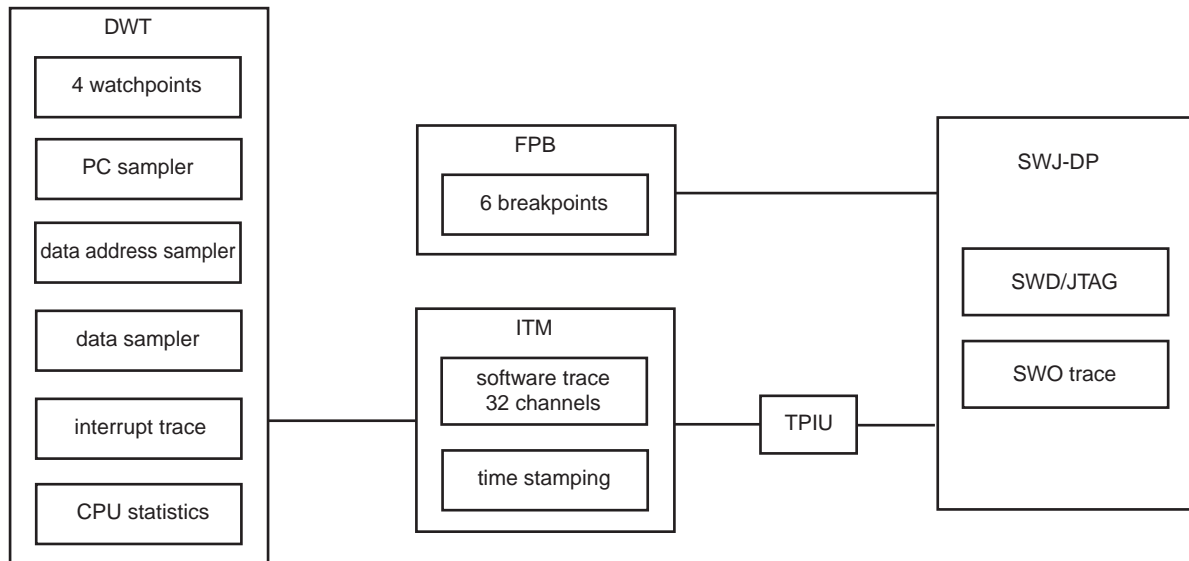 DWT
4 watchpoints
PC sampler
data address sampler
data sampler
interrupt trace
CPU statistics
FPB
6 breakpoints
ITM
software trace
32 channels
time stamping
TPIU
SWJ-DP
SWD/JTAG
SWO trace